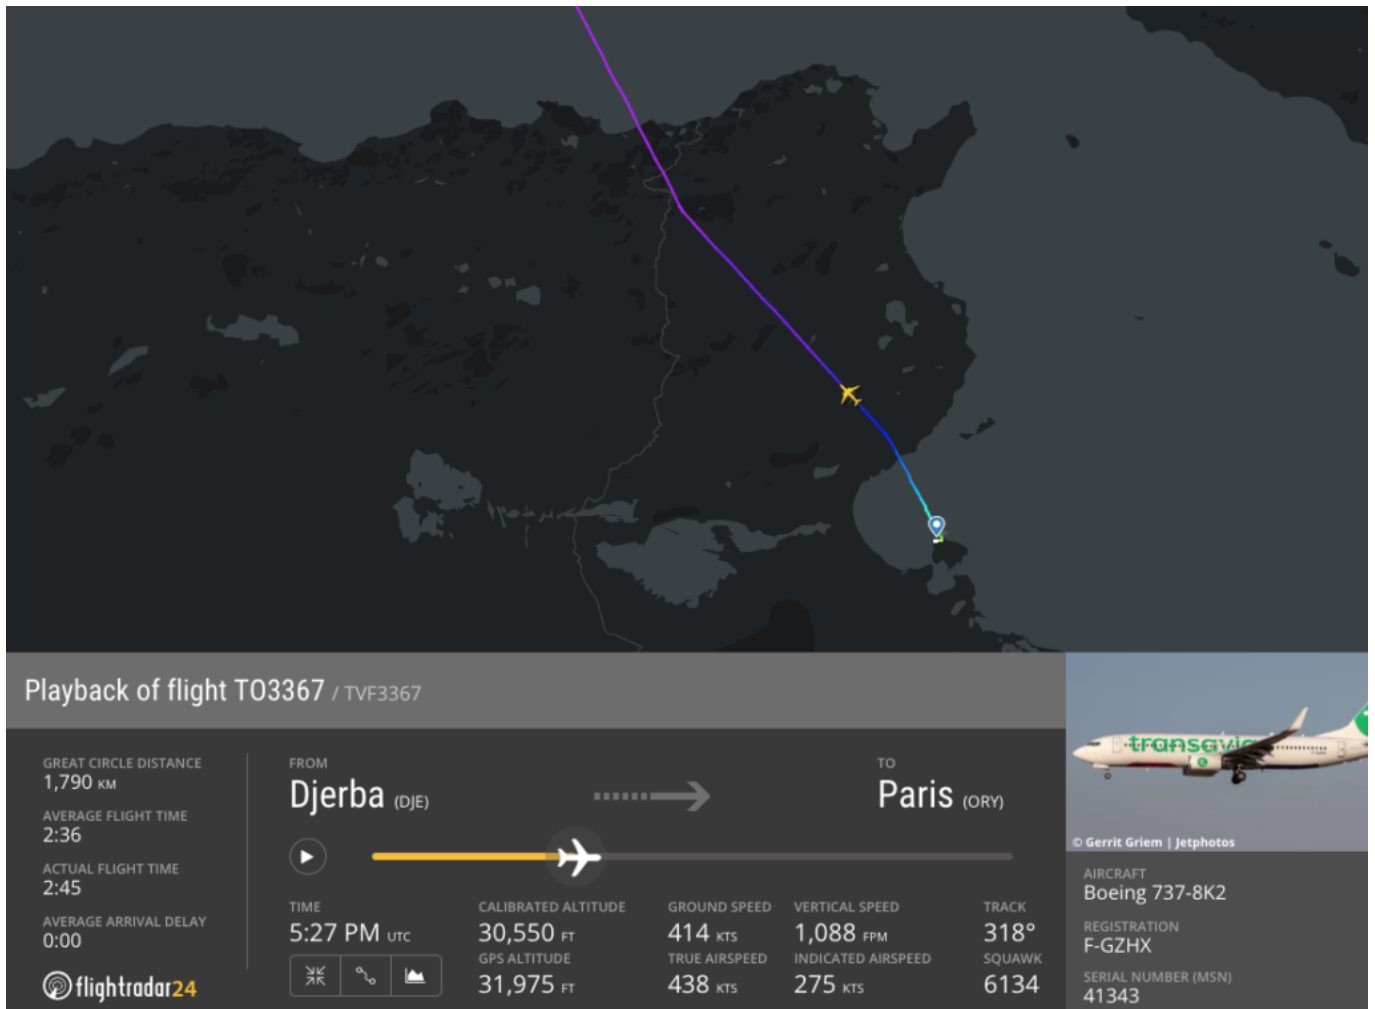 Playback of flight TO3367 / TVF3367
GREAT CIRCLE DISTANCE
1,790 KM
AVERAGE FLIGHT TIME
2:36
ACTUAL FLIGHT TIME
2:45
AVERAGE ARRIVAL DELAY
0:00
flightradar24
FROM
Djerba (DJE)
TO
Paris (ORY)
TIME
5:27 PM UTC
CALIBRATED ALTITUDE
30,550 FT
GPS ALTITUDE
31,975 FT
GROUND SPEED
414 KTS
TRUE AIRSPEED
438 KTS
VERTICAL SPEED
1,088 FPM
INDICATED AIRSPEED
275 KTS
TRACK
318°
SQUAWK
6134
transavia
© Gerrit Griem | Jetphotos
AIRCRAFT
Boeing 737-8K2
REGISTRATION
F-GZHX
SERIAL NUMBER (MSN)
41343